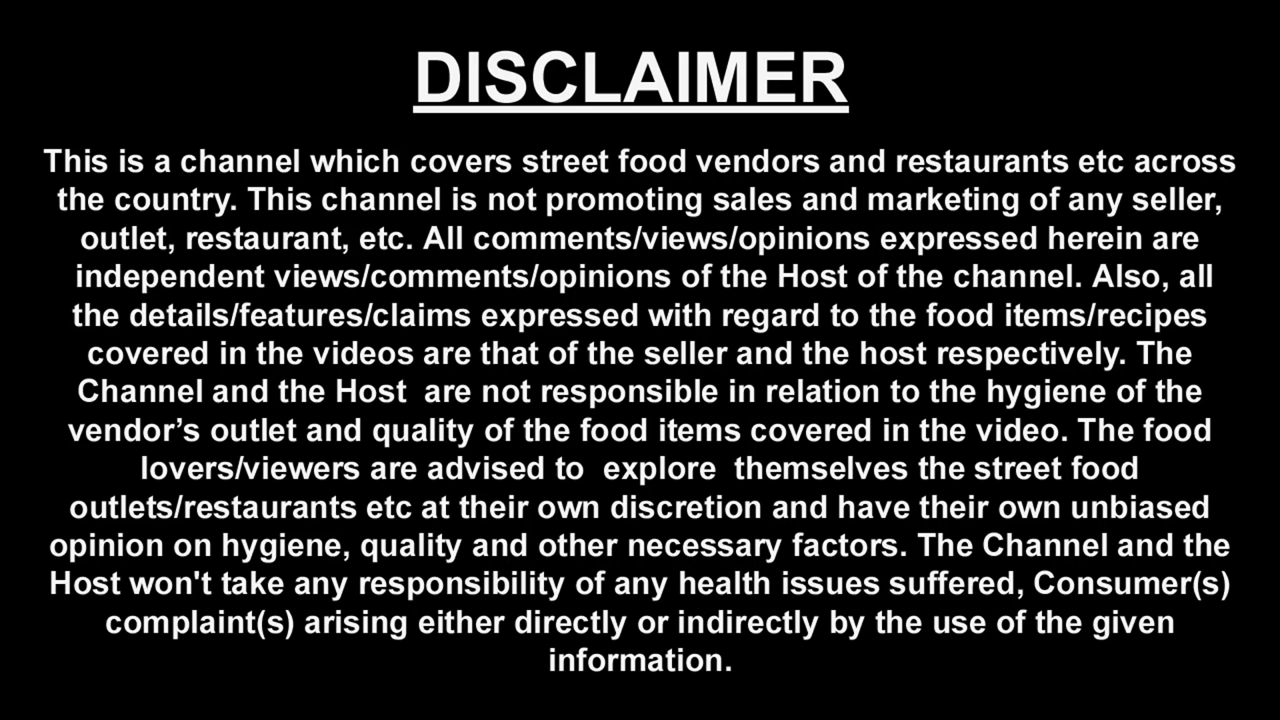 DISCLAIMER
This is a channel which covers street food vendors and restaurants etc across
the country. This channel is not promoting sales and marketing of any seller,
outlet, restaurant, etc. All comments/views/opinions expressed herein are
independent views/comments/opinions of the Host of the channel. Also, all
the details/features/claims expressed with regard to the food items/recipes
covered in the videos are that of the seller and the host respectively. The
Channel and the Host  are not responsible in relation to the hygiene of the
vendor’s outlet and quality of the food items covered in the video. The food
lovers/viewers are advised to  explore  themselves the street food
outlets/restaurants etc at their own discretion and have their own unbiased
opinion on hygiene, quality and other necessary factors. The Channel and the
Host won't take any responsibility of any health issues suffered, Consumer(s)
complaint(s) arising either directly or indirectly by the use of the given
information.